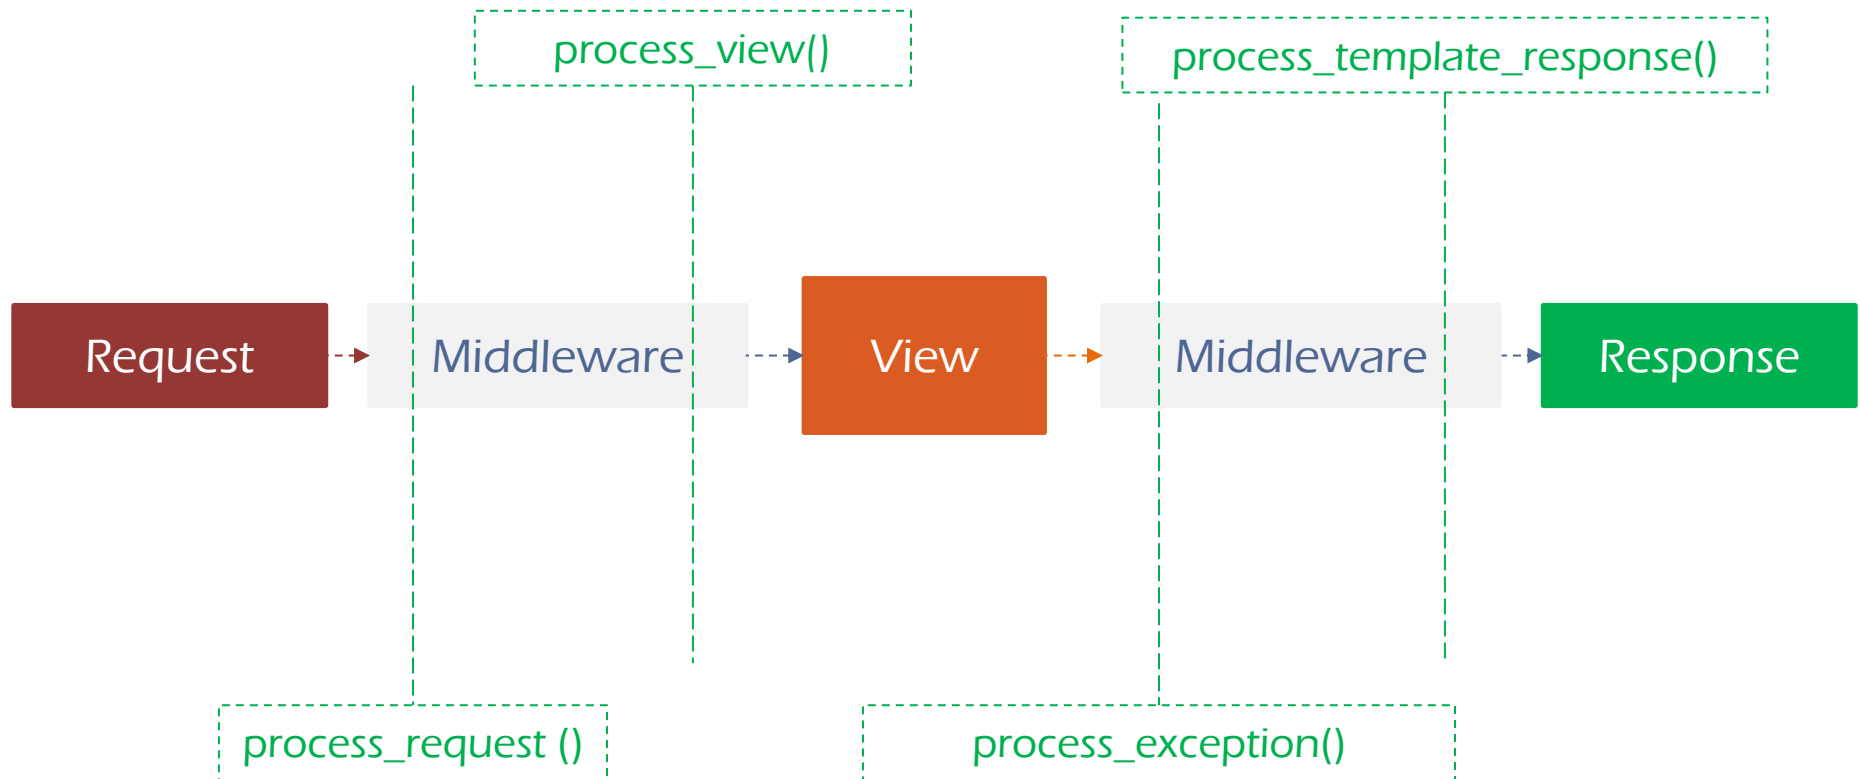 process_view()
process_template_response()
Request
Middleware
View
Middleware
Response
process_request ()
process_exception()